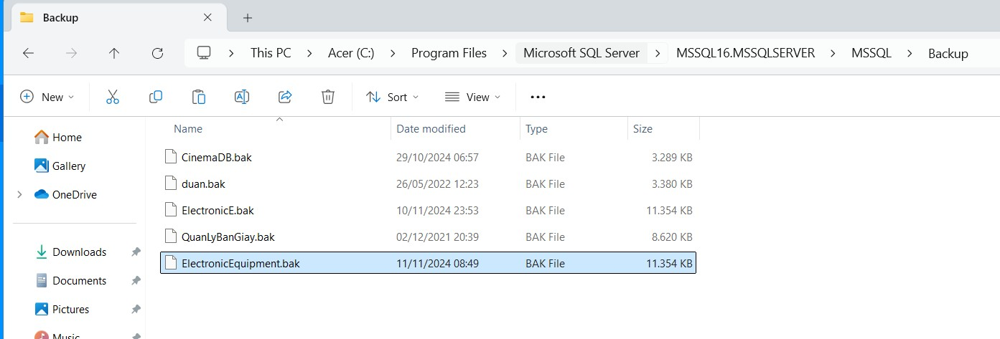 Backup
This PC > Acer (C:) > Program Files > Microsoft SQL Server > MSSQL16.MSSQLSERVER > MSSQL > Backup
New Sort View
Name Date modified Type Size
CinemaDB.bak 29/10/2024 06:57 BAK File 3.289 KB
duan.bak 26/05/2022 12:23 BAK File 3.380 KB
ElectronicE.bak 10/11/2024 23:53 BAK File 11.354 KB
QuanLyBanGiay.bak 02/12/2021 20:39 BAK File 8.620 KB
ElectronicEquipment.bak 11/11/2024 08:49 BAK File 11.354 KB
Home
Gallery
OneDrive
Downloads
Documents
Pictures
Music